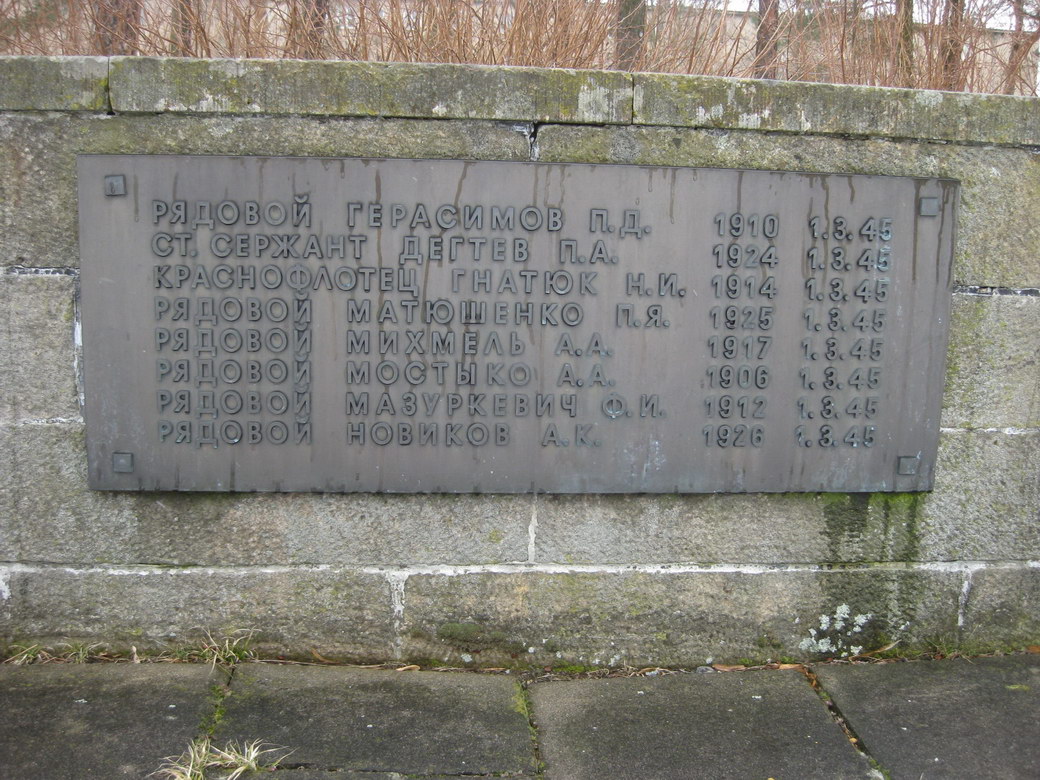 РЯДОВОЙ ГЕРАСИМОВ П.Д. 1910 1.3.45
СТ. СЕРЖАНТ ДЕГТЕВ П.А. 1924 1.3.45
КРАСНОФЛОТЕЦ ГНАТЮК Н.И. 1914 1.3.45
РЯДОВОЙ МАТЮШЕНКО П.Я. 1925 1.3.45
РЯДОВОЙ МИХМЕЛЬ А.А. 1917 1.3.45
РЯДОВОЙ МОСТЫКО А.А. 1906 1.3.45
РЯДОВОЙ МАЗУРКЕВИЧ Ф.И. 1912 1.3.45
РЯДОВОЙ НОВИКОВ А.К. 1926 1.3.45